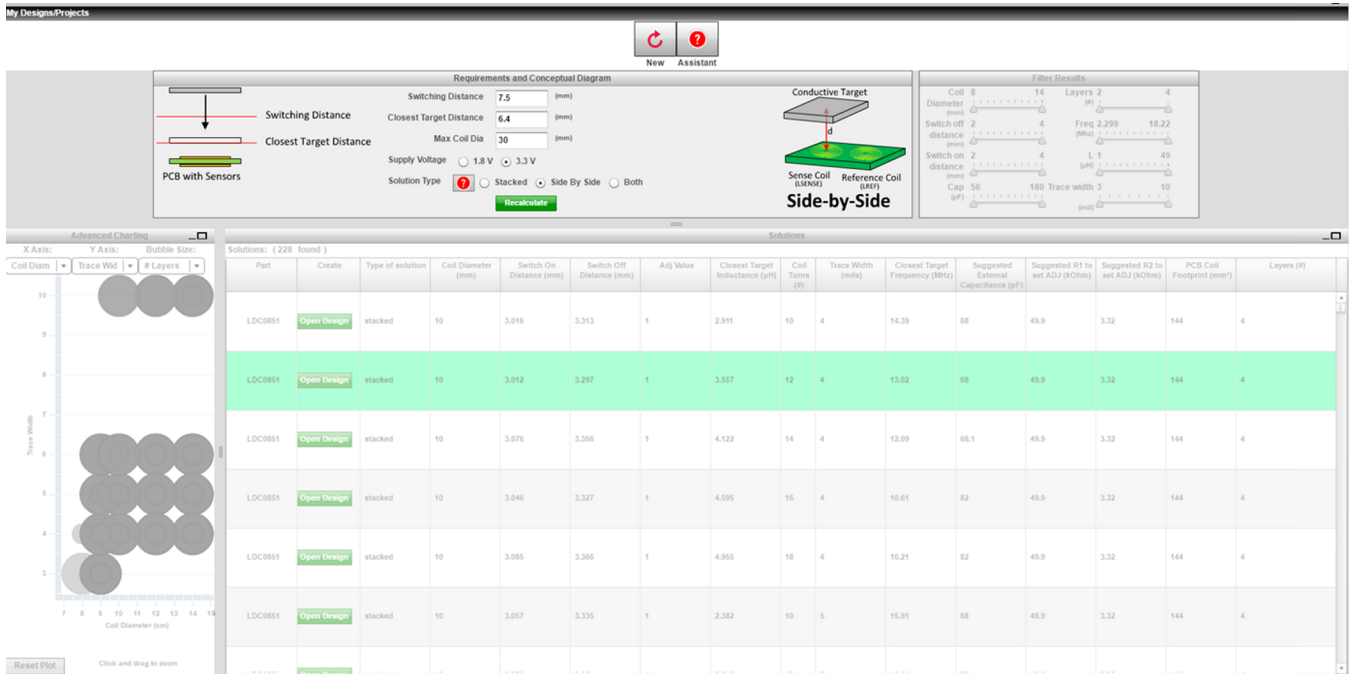 My Designs/Projects
New Assistant
Requirements and Conceptual Diagram
Switching Distance
Closest Target Distance
PCB with Sensors
Switching Distance 7.5 (mm)
Closest Target Distance 6.4 (mm)
Max Coil Dia 30 (mm)
Supply Voltage 1.8 V 3.3 V
Solution Type ? Stacked Side By Side Both
Recalculate
Conductive Target
d
Sense Coil Reference Coil
(LSENSE) (LREF)
Side-by-Side
Filter Results
Coil Diameter (mm) 8 14 Layers (#) 2 4
Switch off distance (mm) 2 4 Freq (Mhz) 2.299 18.22
Switch on distance (mm) 2 4 L (µH) 1 49
Cap (pF) 56 180 Trace width (mil) 3 10
Advanced Charting
X Axis: Y Axis: Bubble Size:
Coil Diam Trace Wid # Layers
10
9
8
7
6
5
4
3
Trace Width
7 8 9 10 11 12 13 14 15
Coil Diameter (cm)
Reset Plot Click and drag to zoom
Solutions
Solutions: ( 228 found )
Part Create Type of solution Coil Diameter (mm) Switch On Distance (mm) Switch Off Distance (mm) Adj Value Closest Target Inductance (µH) Coil Turns (#) Trace Width (mils) Closest Target Frequency (MHz) Suggested External Capacitance (pF) Suggested R1 to set ADJ (kOhm) Suggested R2 to set ADJ (kOhm) PCB Coil Footprint (mm²) Layers (#)
LDC0851 Open Design stacked 10 3.016 3.313 1 2.911 10 4 14.39 68 49.9 3.32 144 4
LDC0851 Open Design stacked 10 3.012 3.297 1 3.557 12 4 13.02 68 49.9 3.32 144 4
LDC0851 Open Design stacked 10 3.076 3.356 1 4.122 14 4 12.09 68.1 49.9 3.32 144 4
LDC0851 Open Design stacked 10 3.046 3.327 1 4.595 16 4 10.61 82 49.9 3.32 144 4
LDC0851 Open Design stacked 10 3.085 3.366 1 4.955 18 4 10.21 82 49.9 3.32 144 4
LDC0851 Open Design stacked 10 3.057 3.335 1 2.382 10 5 15.91 68 49.9 3.32 144 4